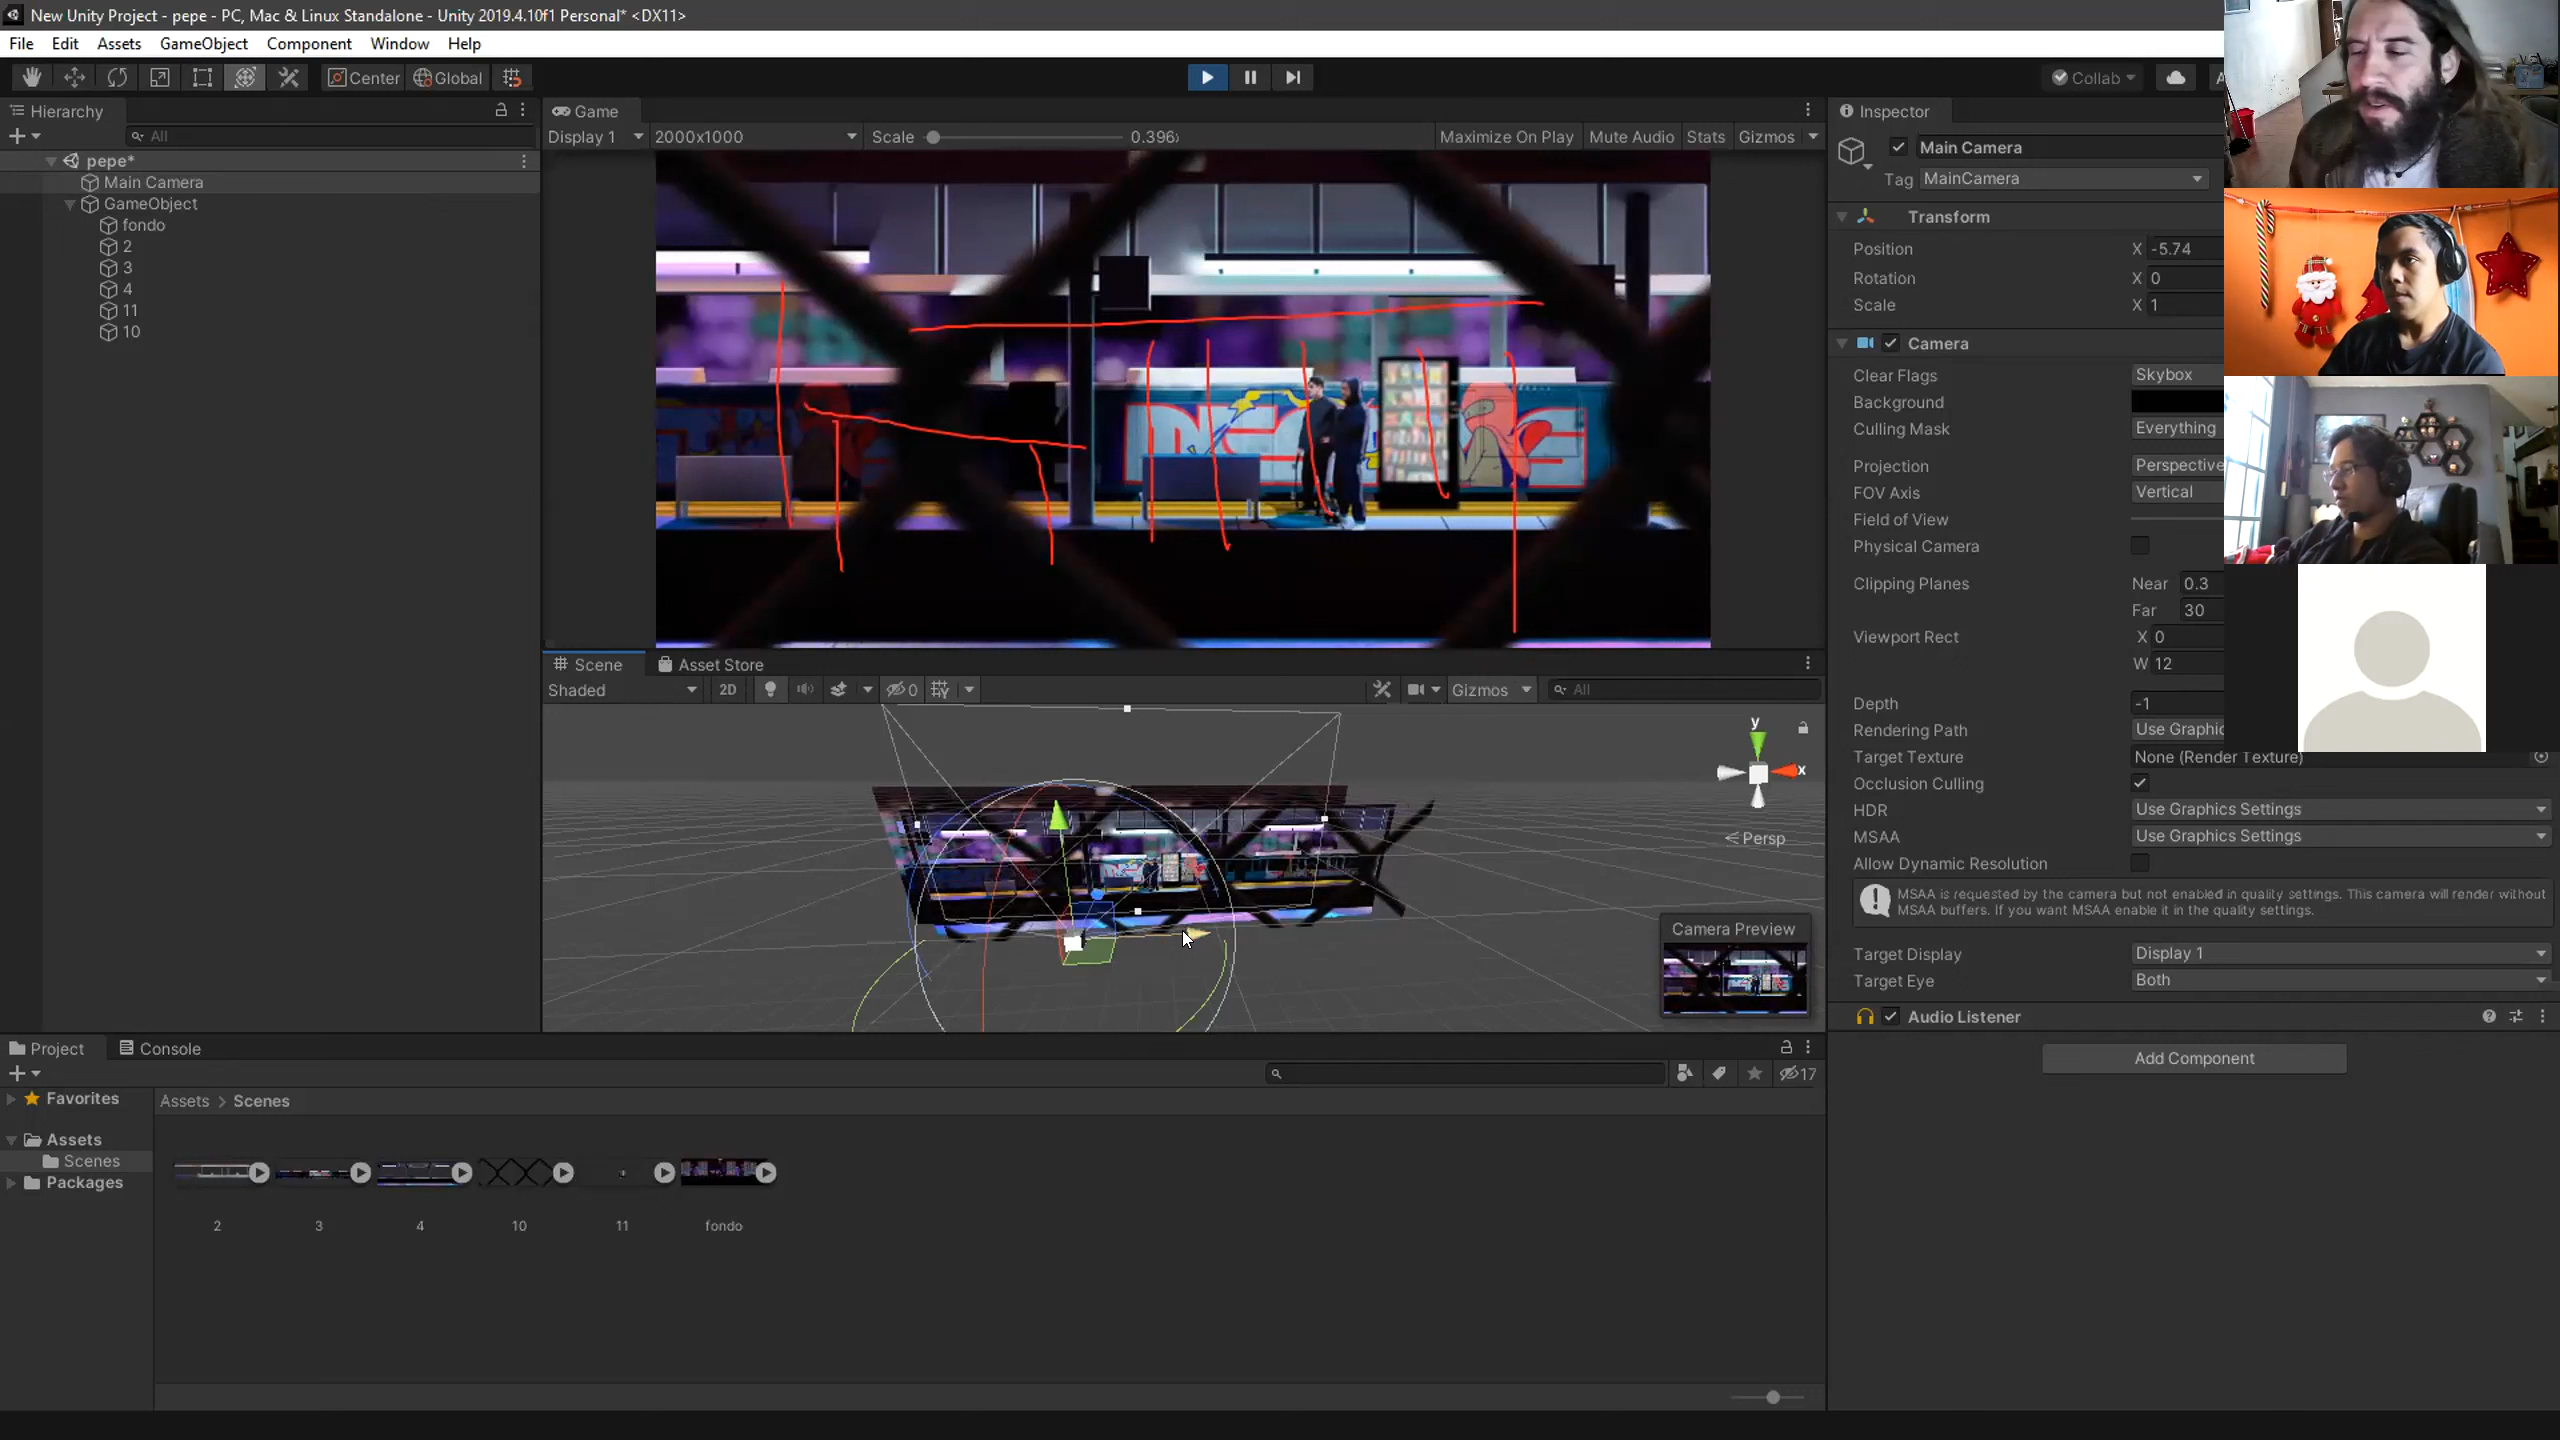 New Unity Project - pepe - PC, Mac & Linux Standalone - Unity 2019.4.10f1 Personal* <DX11>
File Edit Assets GameObject Component Window Help
Center Global Collab
Hierarchy
All
pepe*
Main Camera
GameObject
fondo
2
3
4
11
10
Game
Display 1 2000x1000 Scale 0.396 Maximize On Play Mute Audio Stats Gizmos
Scene Asset Store
Shaded 2D 0 Gizmos All
y
x
Persp
Camera Preview
Inspector
Main Camera
Tag MainCamera
Transform
Position X -5.74
Rotation X 0
Scale X 1
Camera
Clear Flags Skybox
Background
Culling Mask Everything
Projection Perspective
FOV Axis Vertical
Field of View
Physical Camera
Clipping Planes Near 0.3
Far 30
Viewport Rect X 0
W 12
Depth -1
Rendering Path Use Graphic
Target Texture None (Render Texture)
Occlusion Culling
HDR Use Graphics Settings
MSAA Use Graphics Settings
Allow Dynamic Resolution
MSAA is requested by the camera but not enabled in quality settings. This camera will render without
MSAA buffers. If you want MSAA enable it in the quality settings.
Target Display Display 1
Target Eye Both
Audio Listener
Add Component
Project Console
17
Favorites
Assets
Scenes
Packages
Assets > Scenes
2 3 4 10 11 fondo